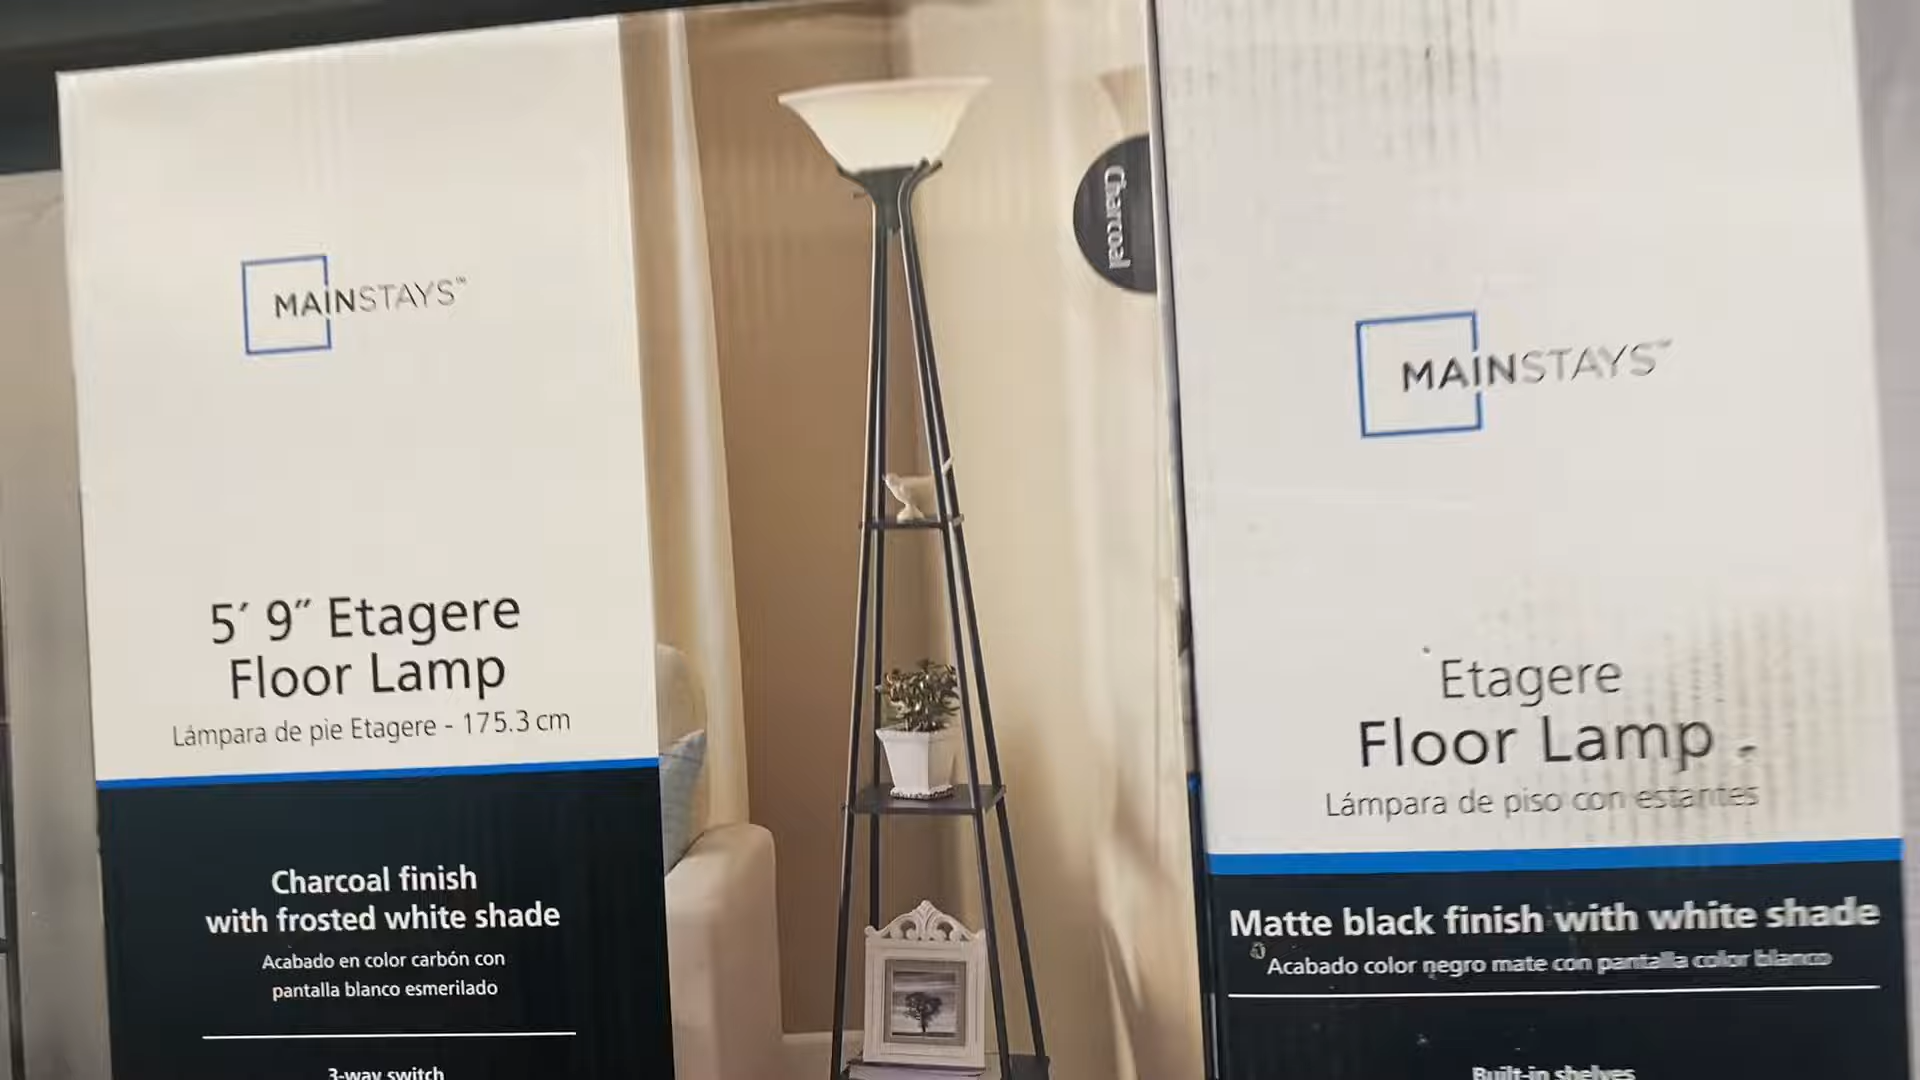 MAINSTAYS™
5′ 9″ Etagere
Floor Lamp
Lámpara de pie Etagere - 175.3 cm
Charcoal finish
with frosted white shade
Acabado en color carbón con
pantalla blanco esmerilado
3-way switch
Charcoal
MAINSTAYS™
Etagere
Floor Lamp
Lámpara de piso con estantes
Matte black finish with white shade
Acabado color negro mate con pantalla color blanco
Built-in shelves